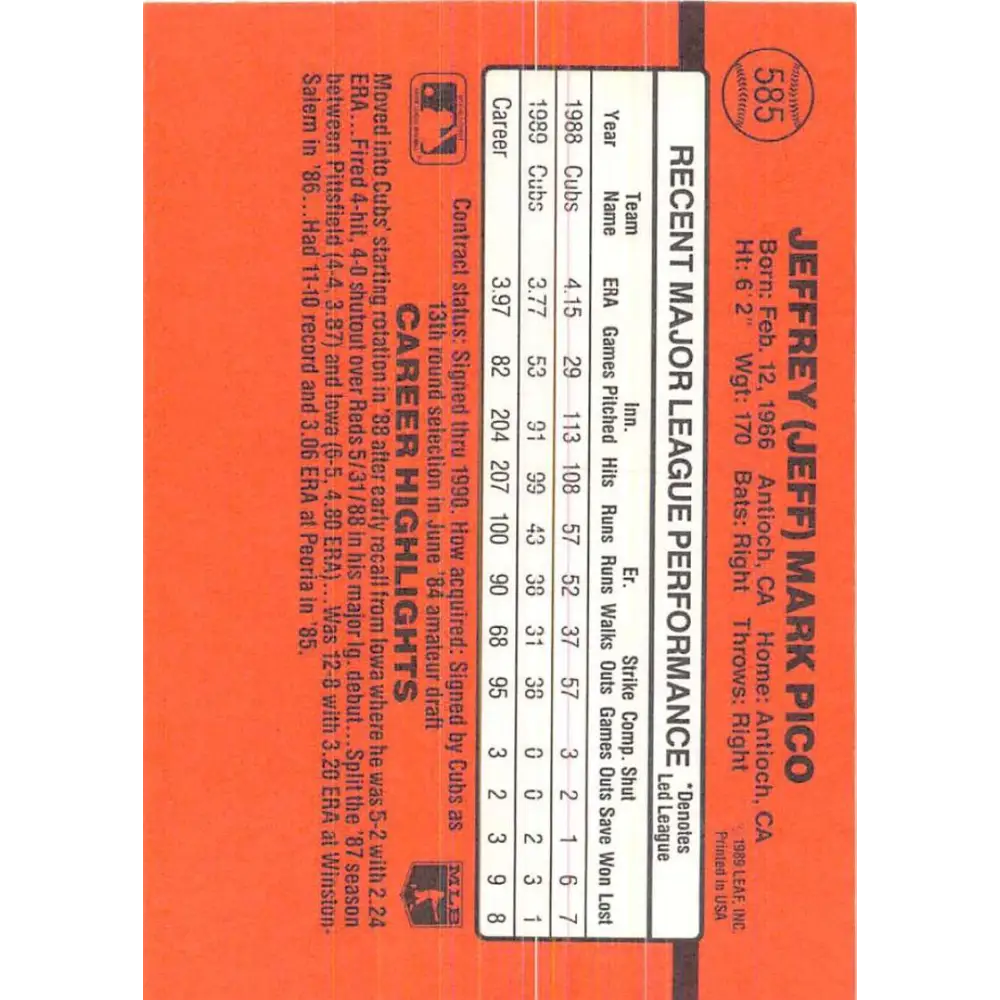 585
JEFFREY (JEFF) MARK PICO
Born: Feb. 12, 1966 Antioch, CA Home: Antioch, CA
Ht: 6' 2" Wgt: 170 Bats: Right Throws: Right
1989 LEAF, INC.
Printed in USA
RECENT MAJOR LEAGUE PERFORMANCE
*Denotes
Led League
Team Inn. Er. Strike Comp. Shut
Year Name ERA Games Pitched Hits Runs Runs Walks Outs Games Outs Save Won Lost
1988 Cubs 4.15 29 113 108 57 52 37 57 3 2 1 6 7
1989 Cubs 3.77 53 91 99 43 38 31 38 0 0 2 3 1
Career 3.97 82 204 207 100 90 68 95 3 2 3 9 8
Contract status: Signed thru 1990. How acquired: Signed by Cubs as
13th round selection in June '84 amateur draft
MLB
CAREER HIGHLIGHTS
Moved into Cubs' starting rotation in '88 after early recall from Iowa where he was 5-2 with 2.24
ERA...Fired 4-hit, 4-0 shutout over Reds 5/31/88 in his major lg. debut...Split the '87 season
between Pittsfield (4-4, 3.87) and Iowa (6-5, 4.80 ERA)...Was 12-8 with 3.20 ERA at Winston-
Salem in '86...Had 11-10 record and 3.06 ERA at Peoria in '85.